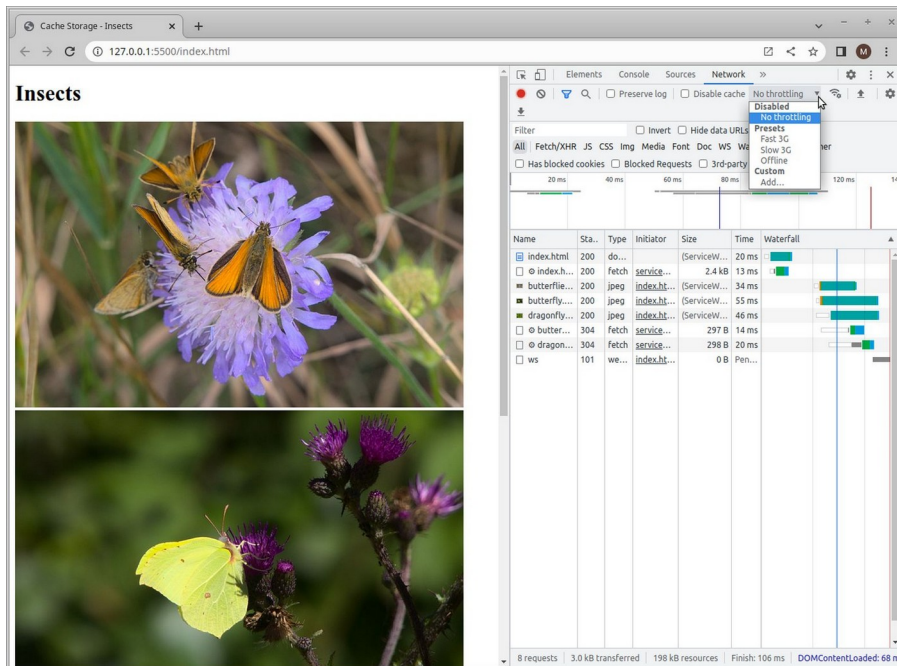 Cache Storage - Insects
127.0.0.1:5500/index.html
M
Insects
Elements Console Sources Network »
Preserve log Disable cache No throttling
Disabled
No throttling
Presets
Fast 3G
Slow 3G
Offline
Custom
Add...
Filter Invert Hide data URLs
All Fetch/XHR JS CSS Img Media Font Doc WS
Has blocked cookies Blocked Requests 3rd-party
20 ms 40 ms 60 ms 80 ms 120 ms
Name Sta.. Type Initiator Size Time Waterfall
index.html 200 do... (ServiceW... 20 ms
index.h... 200 fetch service... 2.4 kB 13 ms
butterflie... 200 jpeg index.ht... (ServiceW... 34 ms
butterfly.... 200 jpeg index.ht... (ServiceW... 55 ms
dragonfly... 200 jpeg index.ht... (ServiceW... 46 ms
butter... 304 fetch service... 297 B 14 ms
dragon... 304 fetch service... 298 B 20 ms
ws 101 we... index.ht... 0 B Pen...
8 requests 3.0 kB transferred 198 kB resources Finish: 106 ms DOMContentLoaded: 68 m